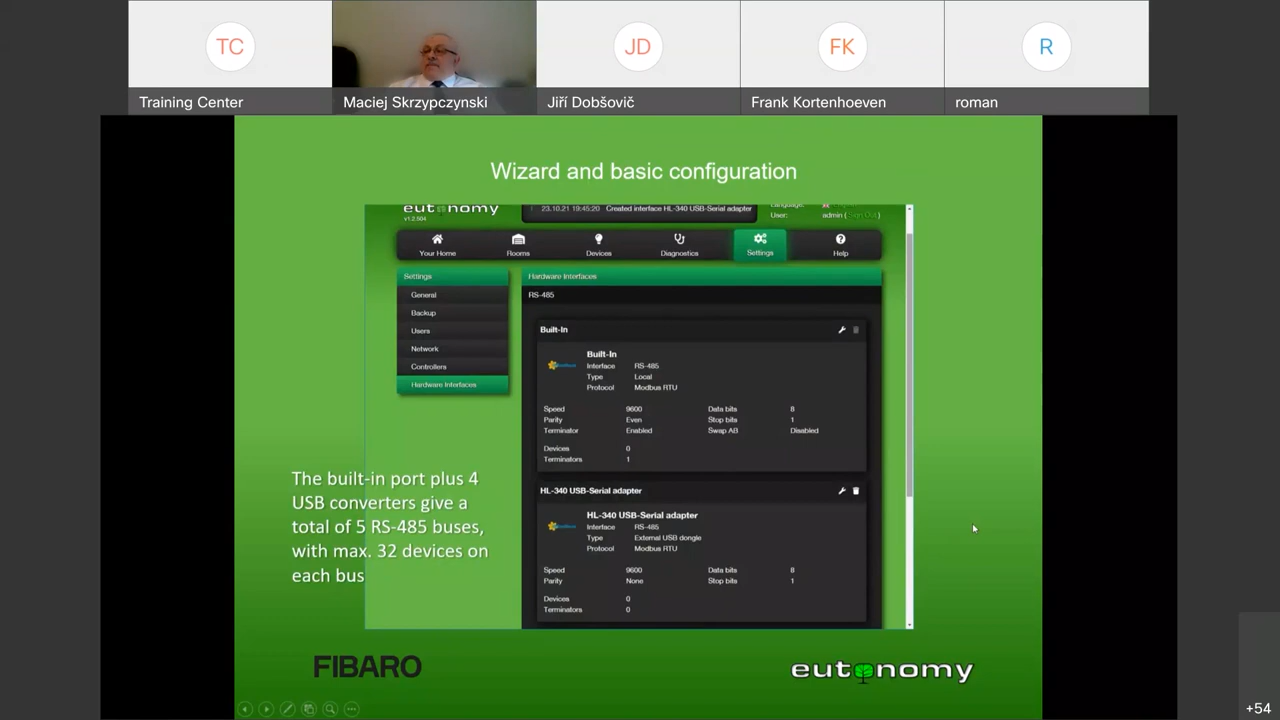 TC
JD
FK
R
Training Center
Maciej Skrzypczynski
Jiří Dobšovič
Frank Kortenhoeven
roman
Wizard and basic configuration
eutonomy
v1.2.504
23.10.21 19:45:20 Created interface HL-340 USB-Serial adapter
Language:
User: admin (Sign Out)
Your Home
Rooms
Devices
Diagnostics
Settings
Help
Settings
General
Backup
Users
Network
Controllers
Hardware Interfaces
Hardware Interfaces
RS-485
Built-In
Built-In
Interface RS-485
Type Local
Protocol Modbus RTU
Speed 9600 Data bits 8
Parity Even Stop bits 1
Terminator Enabled Swap AB Disabled
Devices 0
Terminators 1
HL-340 USB-Serial adapter
HL-340 USB-Serial adapter
Interface RS-485
Type External USB dongle
Protocol Modbus RTU
Speed 9600 Data bits 8
Parity None Stop bits 1
Devices 0
Terminators 0
The built-in port plus 4
USB converters give a
total of 5 RS-485 buses,
with max. 32 devices on
each bus
FIBARO
eutonomy
+54